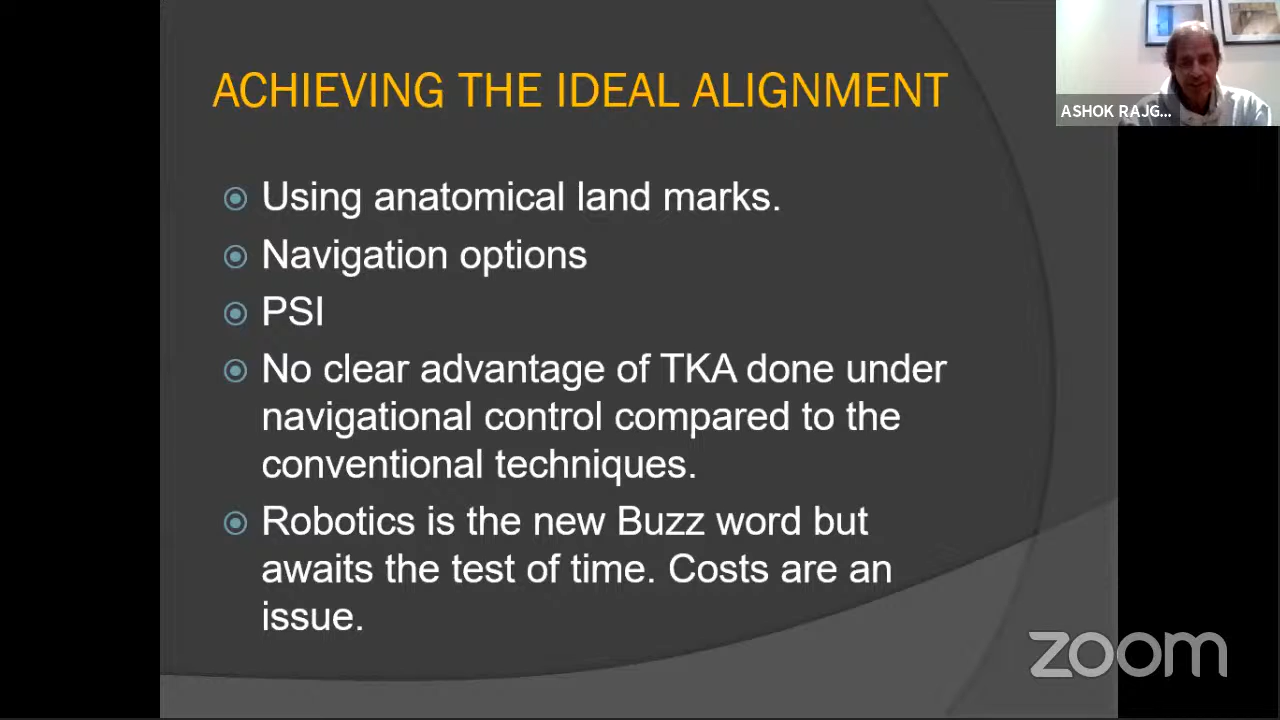 ACHIEVING THE IDEAL ALIGNMENT
ASHOK RAJG...
Using anatomical land marks.
Navigation options
PSI
No clear advantage of TKA done under
navigational control compared to the
conventional techniques.
Robotics is the new Buzz word but
awaits the test of time. Costs are an
issue.
zoom